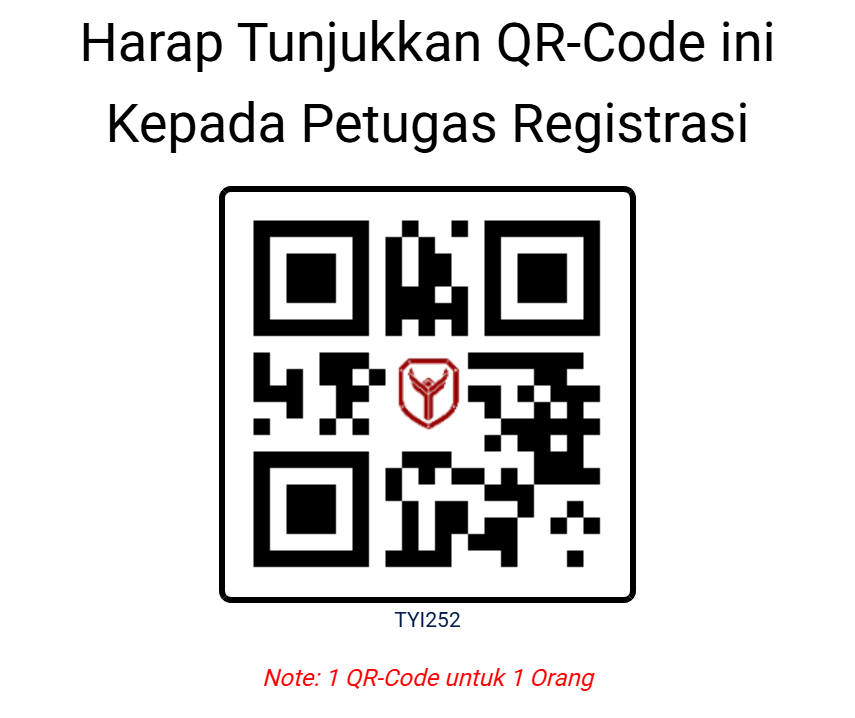 Harap Tunjukkan QR-Code ini
Kepada Petugas Registrasi
TYI252
Note: 1 QR-Code untuk 1 Orang